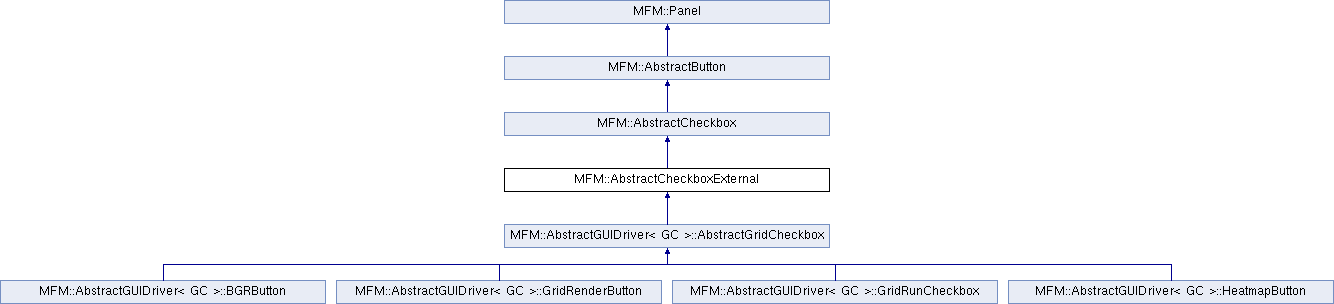 MFM::Panel
MFM::AbstractButton
MFM::AbstractCheckbox
MFM::AbstractCheckboxExternal
MFM::AbstractGUIDriver< GC >::AbstractGridCheckbox
MFM::AbstractGUIDriver< GC >::BGRButton
MFM::AbstractGUIDriver< GC >::GridRenderButton
MFM::AbstractGUIDriver< GC >::GridRunCheckbox
MFM::AbstractGUIDriver< GC >::HeatmapButton